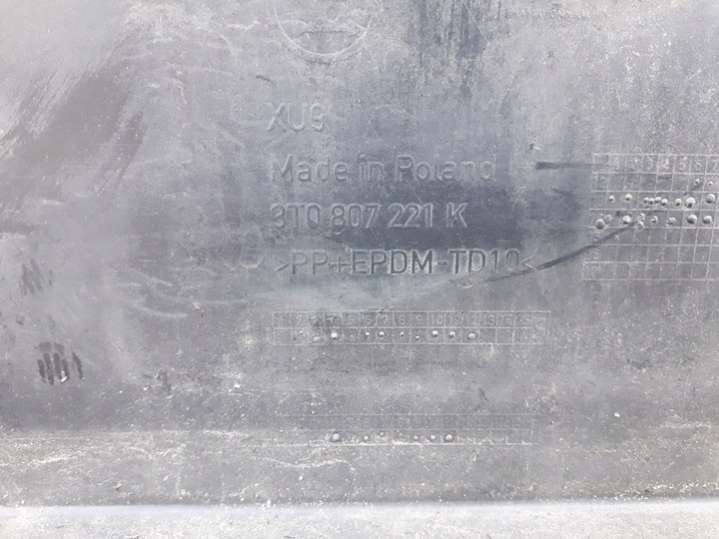 XU9
Made in Poland
3T0 807 221 K
>PP+EPDM-TD10<